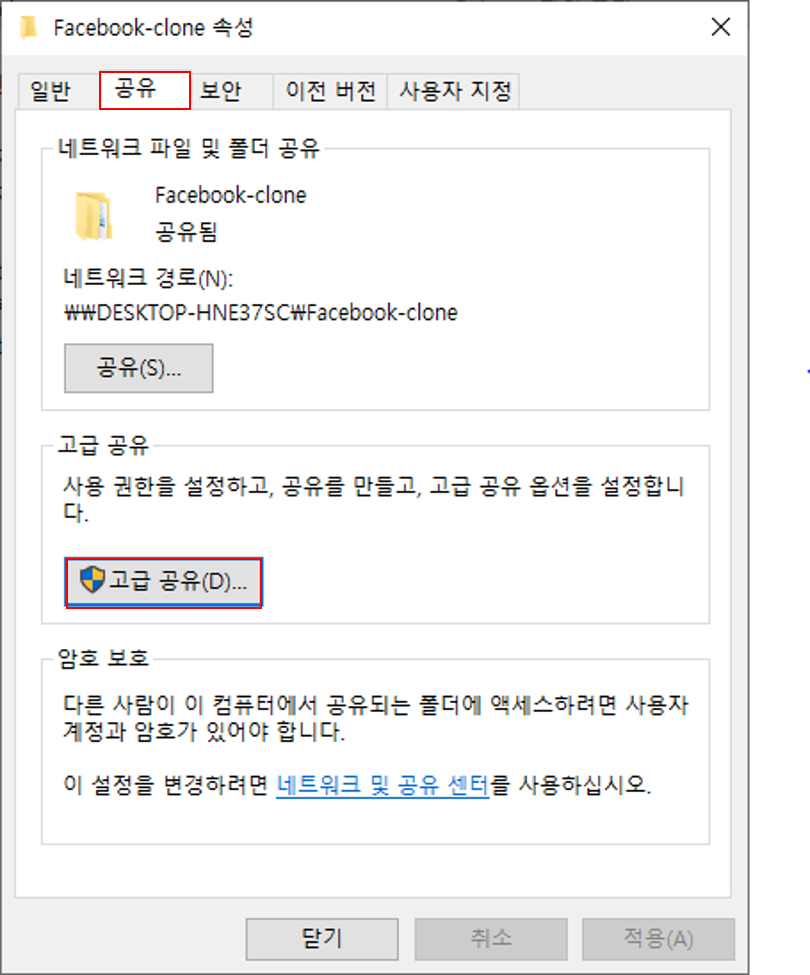 Facebook-clone 속성
일반 공유 보안 이전 버전 사용자 지정
네트워크 파일 및 폴더 공유
Facebook-clone
공유됨
네트워크 경로(N):
₩₩DESKTOP-HNE37SC₩Facebook-clone
공유(S)...
고급 공유
사용 권한을 설정하고, 공유를 만들고, 고급 공유 옵션을 설정합니
다.
고급 공유(D)...
암호 보호
다른 사람이 이 컴퓨터에서 공유되는 폴더에 액세스하려면 사용자
계정과 암호가 있어야 합니다.
이 설정을 변경하려면 네트워크 및 공유 센터를 사용하십시오.
닫기 취소 적용(A)